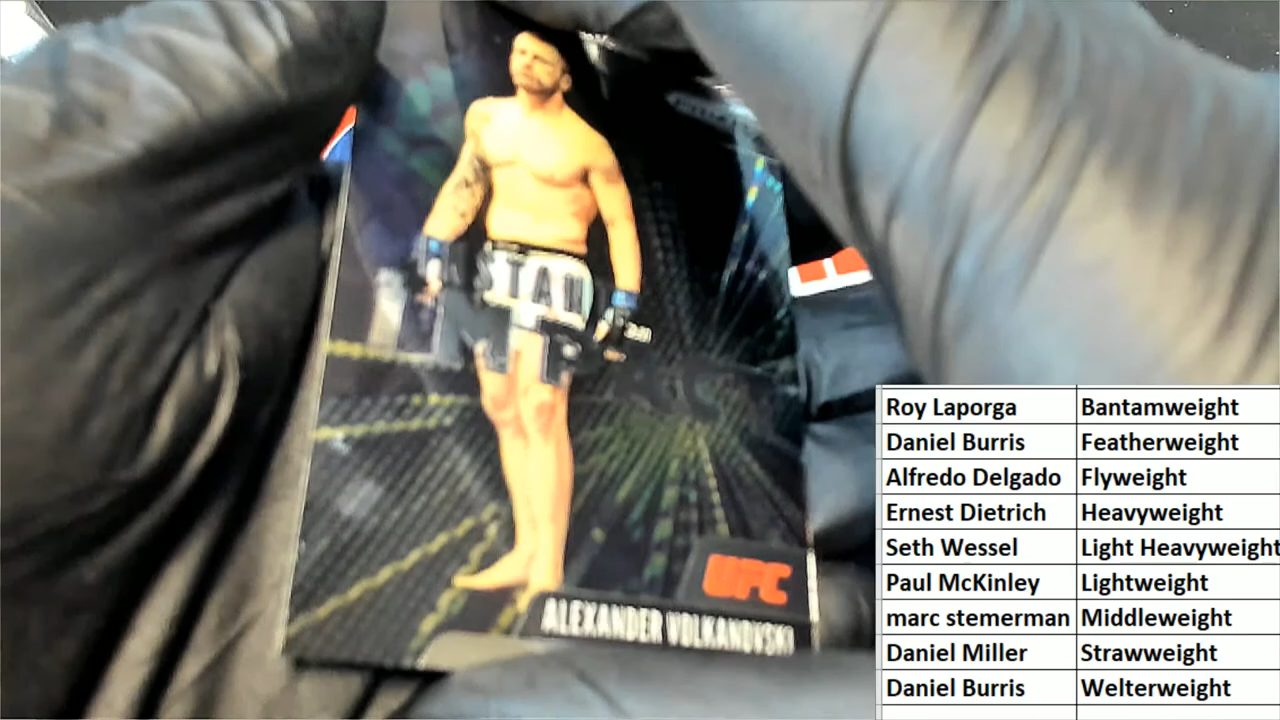 STAN
UFC
ALEXANDER VOLKANOVSKI
Roy Laporga Bantamweight
Daniel Burris Featherweight
Alfredo Delgado Flyweight
Ernest Dietrich Heavyweight
Seth Wessel Light Heavyweight
Paul McKinley Lightweight
marc stemerman Middleweight
Daniel Miller Strawweight
Daniel Burris Welterweight